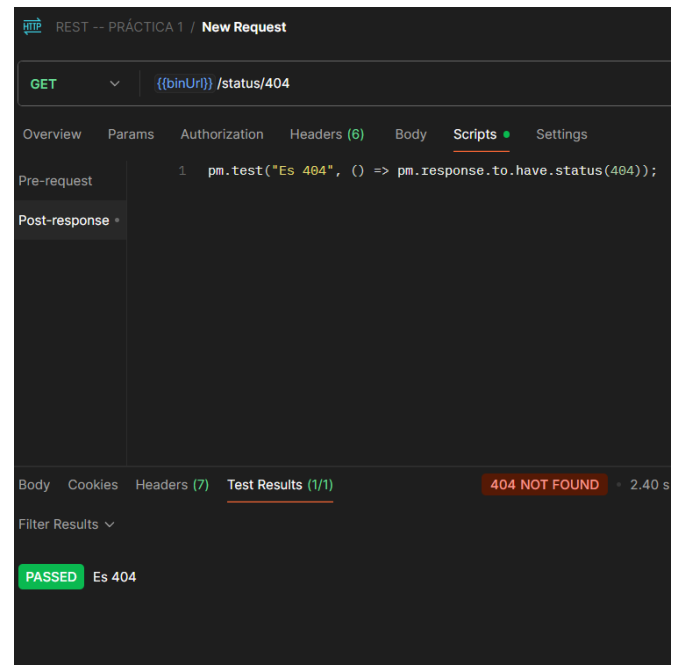 HTTP REST -- PRÁCTICA 1 / New Request
GET {{binUrl}} /status/404
Overview Params Authorization Headers (6) Body Scripts Settings
Pre-request
Post-response
1 pm.test("Es 404", () => pm.response.to.have.status(404));
Body Cookies Headers (7) Test Results (1/1) 404 NOT FOUND 2.40 s
Filter Results
PASSED Es 404